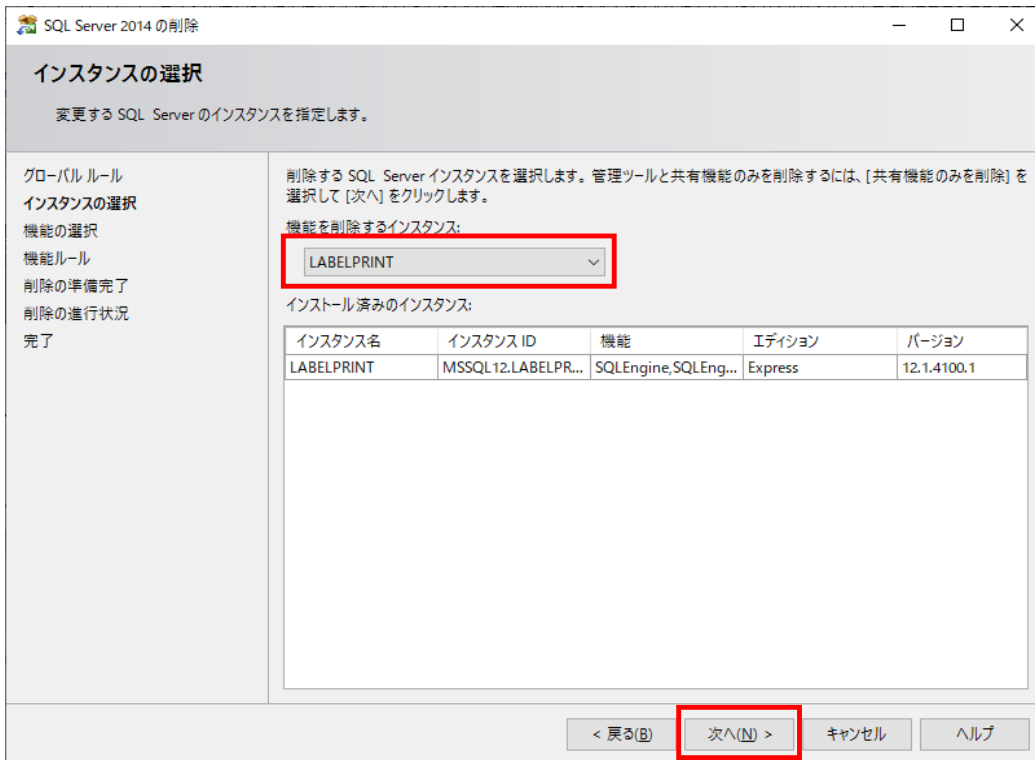 SQL Server 2014 の削除
インスタンスの選択
変更する SQL Server のインスタンスを指定します。
グローバル ルール
インスタンスの選択
機能の選択
機能ルール
削除の準備完了
削除の進行状況
完了
削除する SQL Server インスタンスを選択します。管理ツールと共有機能のみを削除するには、[共有機能のみを削除] を
選択して [次へ] をクリックします。
機能を削除するインスタンス:
LABELPRINT
インストール済みのインスタンス:
インスタンス名 インスタンス ID 機能 エディション バージョン
LABELPRINT MSSQL12.LABELPR... SQLEngine,SQLEng... Express 12.1.4100.1
< 戻る(B) 次へ(N) > キャンセル ヘルプ